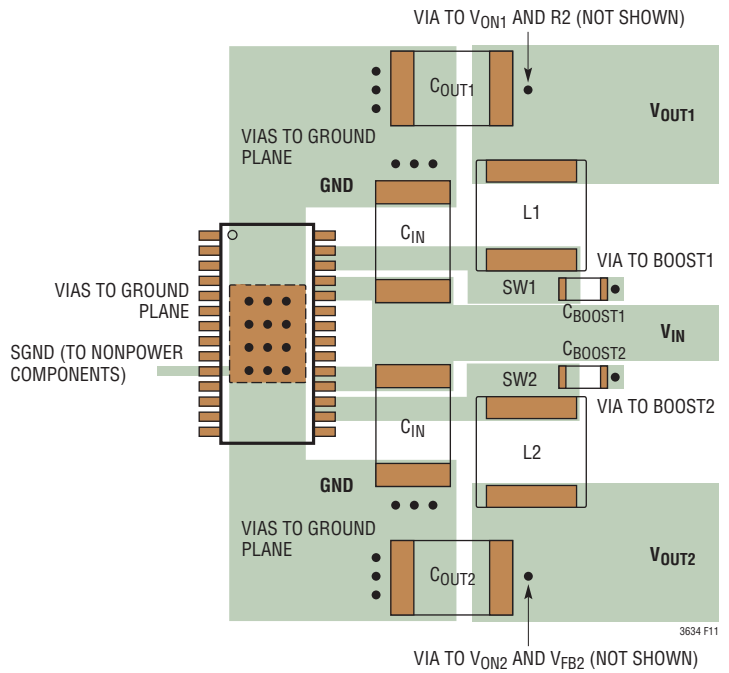 VIA TO VON1 AND R2 (NOT SHOWN)
COUT1
VOUT1
VIAS TO GROUND
PLANE
GND
L1
CIN
VIA TO BOOST1
SW1
CBOOST1
VIAS TO GROUND
PLANE
VIN
SGND (TO NONPOWER
COMPONENTS)
CBOOST2
SW2
VIA TO BOOST2
CIN
L2
GND
VIAS TO GROUND
PLANE
VOUT2
COUT2
3634 F11
VIA TO VON2 AND VFB2 (NOT SHOWN)